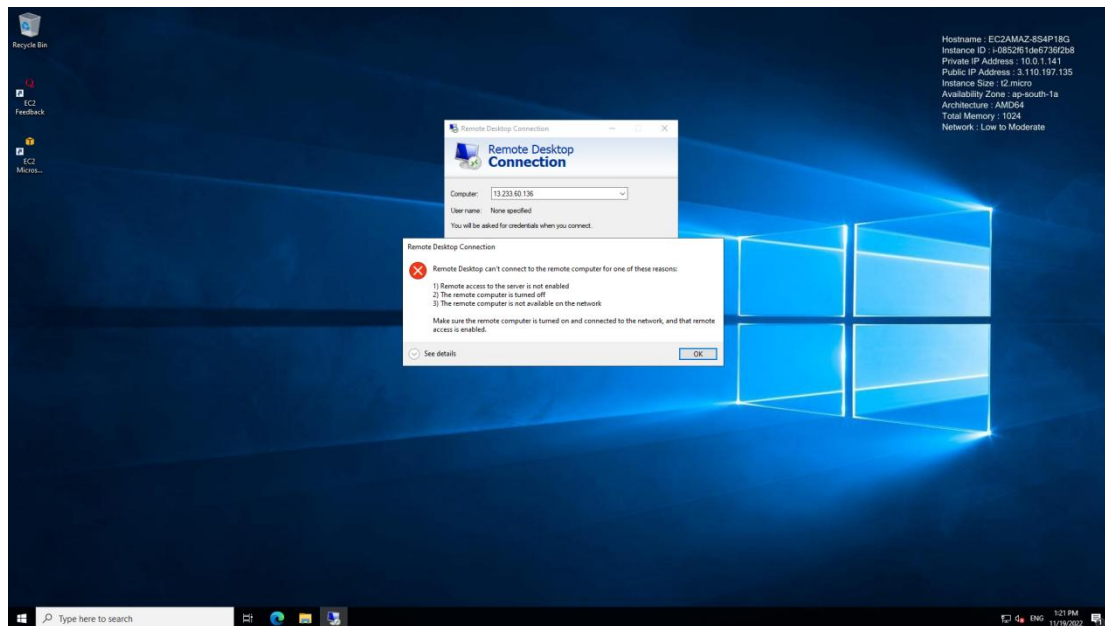 Recycle Bin
EC2
Feedback
EC2
Micros...
Hostname : EC2AMAZ-8S4P18G
Instance ID : i-0852f61de6736f2b8
Private IP Address : 10.0.1.141
Public IP Address : 3.110.197.135
Instance Size : t2.micro
Availability Zone : ap-south-1a
Architecture : AMD64
Total Memory : 1024
Network : Low to Moderate
Remote Desktop Connection
Remote Desktop
Connection
Computer: 13.233.60.136
User name: None specified
You will be asked for credentials when you connect.
Remote Desktop Connection
Remote Desktop can't connect to the remote computer for one of these reasons:
1) Remote access to the server is not enabled
2) The remote computer is turned off
3) The remote computer is not available on the network
Make sure the remote computer is turned on and connected to the network, and that remote
access is enabled.
See details
OK
Type here to search
ENG
1:21 PM
11/19/2022